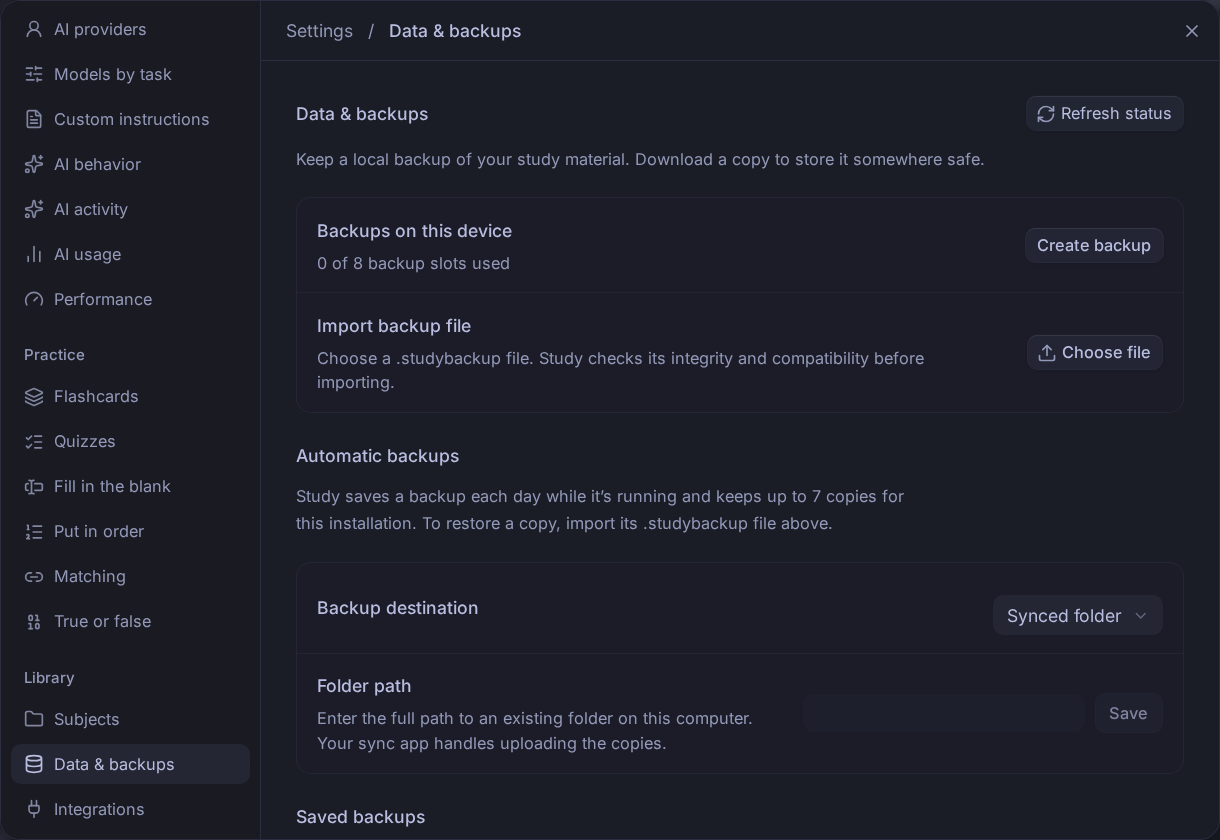 AI providers
Models by task
Custom instructions
AI behavior
AI activity
AI usage
Performance
Practice
Flashcards
Quizzes
Fill in the blank
Put in order
Matching
True or false
Library
Subjects
Data & backups
Integrations
Settings / Data & backups
Data & backups
Refresh status
Keep a local backup of your study material. Download a copy to store it somewhere safe.
Backups on this device
0 of 8 backup slots used
Create backup
Import backup file
Choose a .studybackup file. Study checks its integrity and compatibility before
importing.
Choose file
Automatic backups
Study saves a backup each day while it’s running and keeps up to 7 copies for
this installation. To restore a copy, import its .studybackup file above.
Backup destination
Synced folder
Folder path
Enter the full path to an existing folder on this computer.
Your sync app handles uploading the copies.
Save
Saved backups